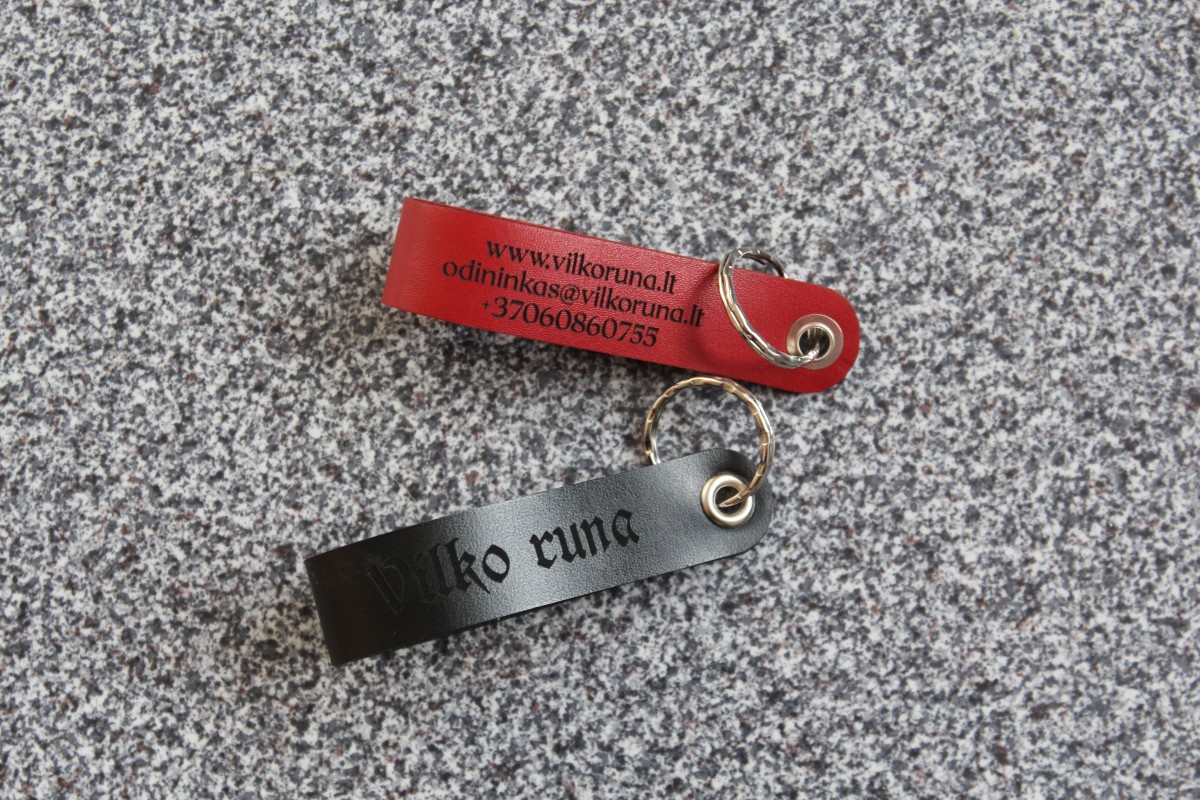 www.vilkoruna.lt
odininkas@vilkoruna.lt
+37060860755
Vilko runa